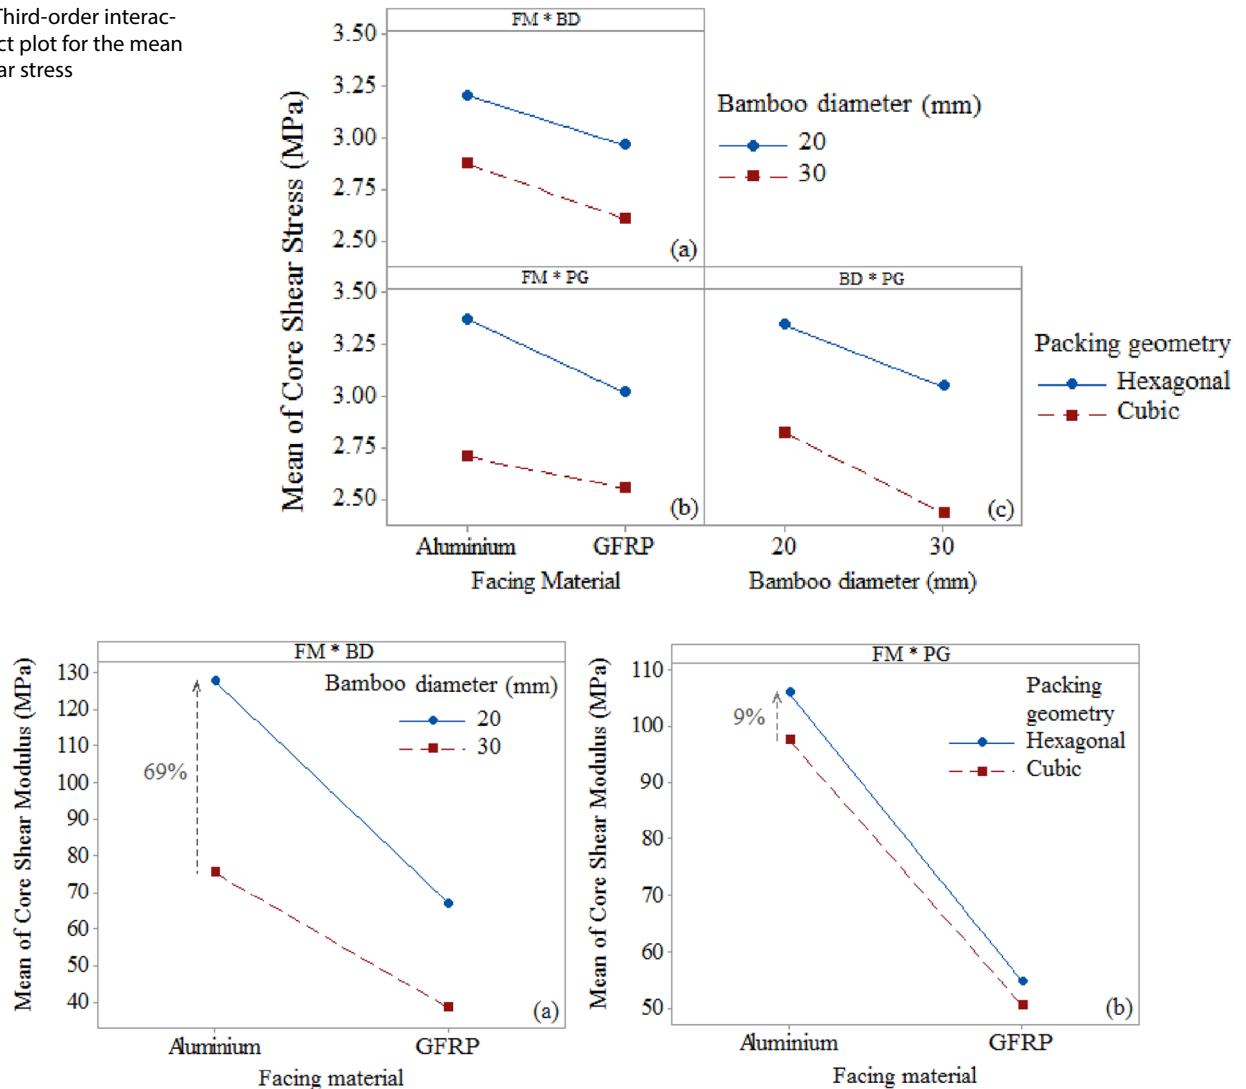 Third-order interac-
ct plot for the mean
ar stress
FM * BD
Mean of Core Shear Stress (MPa)
3.50
3.25
3.00
2.75
2.50
(a)
Bamboo diameter (mm)
20
30
FM * PG
BD * PG
3.50
3.25
3.00
2.75
2.50
(b)
(c)
Packing geometry
Hexagonal
Cubic
Aluminium
GFRP
20
30
Facing Material
Bamboo diameter (mm)
FM * BD
Mean of Core Shear Modulus (MPa)
130
120
110
100
90
80
70
60
50
40
69%
Bamboo diameter (mm)
20
30
(a)
Aluminium
GFRP
Facing material
FM * PG
Mean of Core Shear Modulus (MPa)
110
100
90
80
70
60
50
9%
Packing
geometry
Hexagonal
Cubic
(b)
Aluminium
GFRP
Facing material